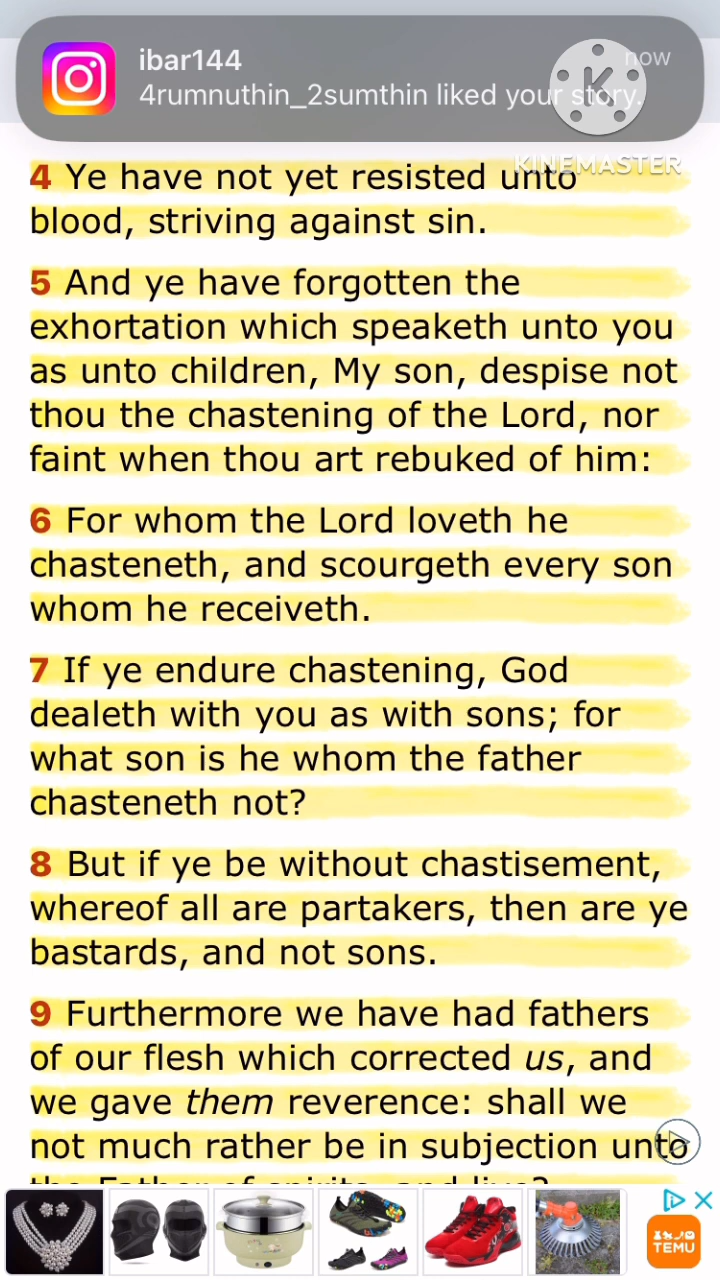 ibar144
now
4rumnuthin_2sumthin liked your story.
K
KINEMASTER
4 Ye have not yet resisted unto
blood, striving against sin.
5 And ye have forgotten the
exhortation which speaketh unto you
as unto children, My son, despise not
thou the chastening of the Lord, nor
faint when thou art rebuked of him:
6 For whom the Lord loveth he
chasteneth, and scourgeth every son
whom he receiveth.
7 If ye endure chastening, God
dealeth with you as with sons; for
what son is he whom the father
chasteneth not?
8 But if ye be without chastisement,
whereof all are partakers, then are ye
bastards, and not sons.
9 Furthermore we have had fathers
of our flesh which corrected us, and
we gave them reverence: shall we
not much rather be in subjection unto
the Father of spirits, and live?
TEMU